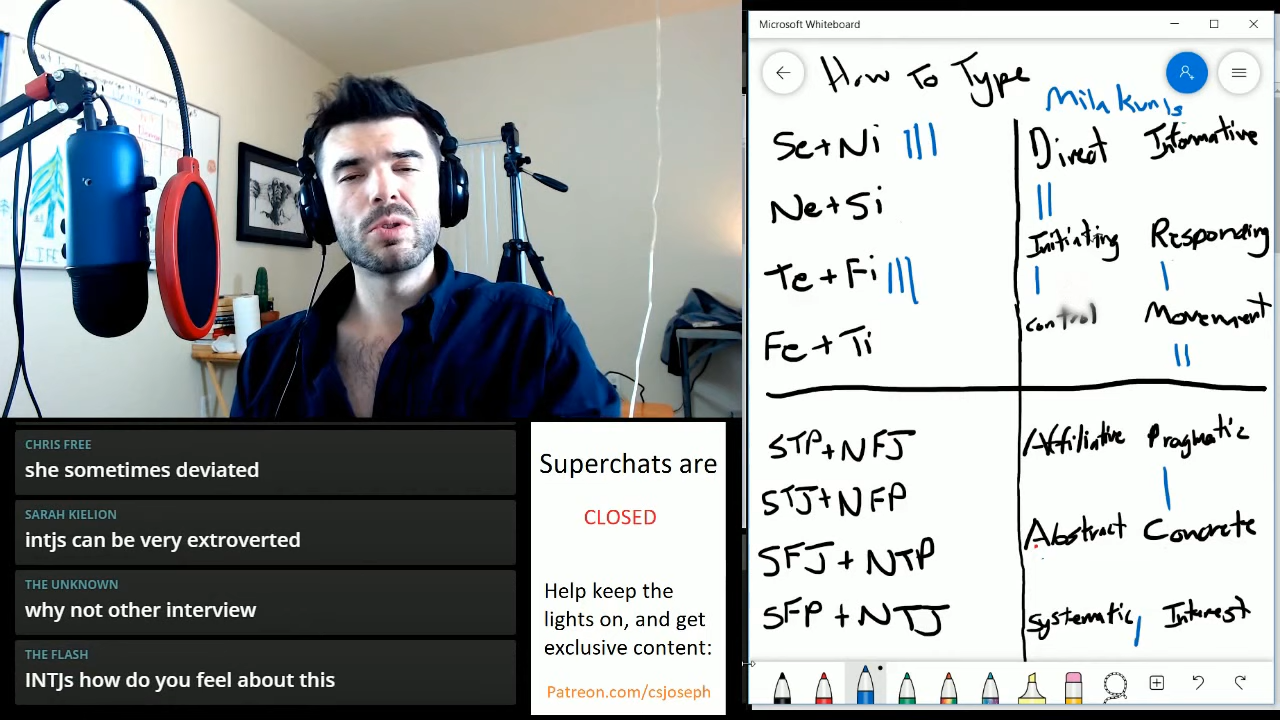 Microsoft Whiteboard
How To Type
Mila Kunis
Se+Ni
Direct Informative
Ne+Si
Initiating Responding
Te+Fi
control Movement
Fe+Ti
STP+NFJ
Affiliative Pragmatic
STJ+NFP
Abstract Concrete
SFJ+NTP
SFP+NTJ
Systematic Interest
LIFE
CHRIS FREE
she sometimes deviated
SARAH KIELION
intjs can be very extroverted
THE UNKNOWN
why not other interview
THE FLASH
INTJs how do you feel about this
Superchats are
CLOSED
Help keep the
lights on, and get
exclusive content:
Patreon.com/csjoseph